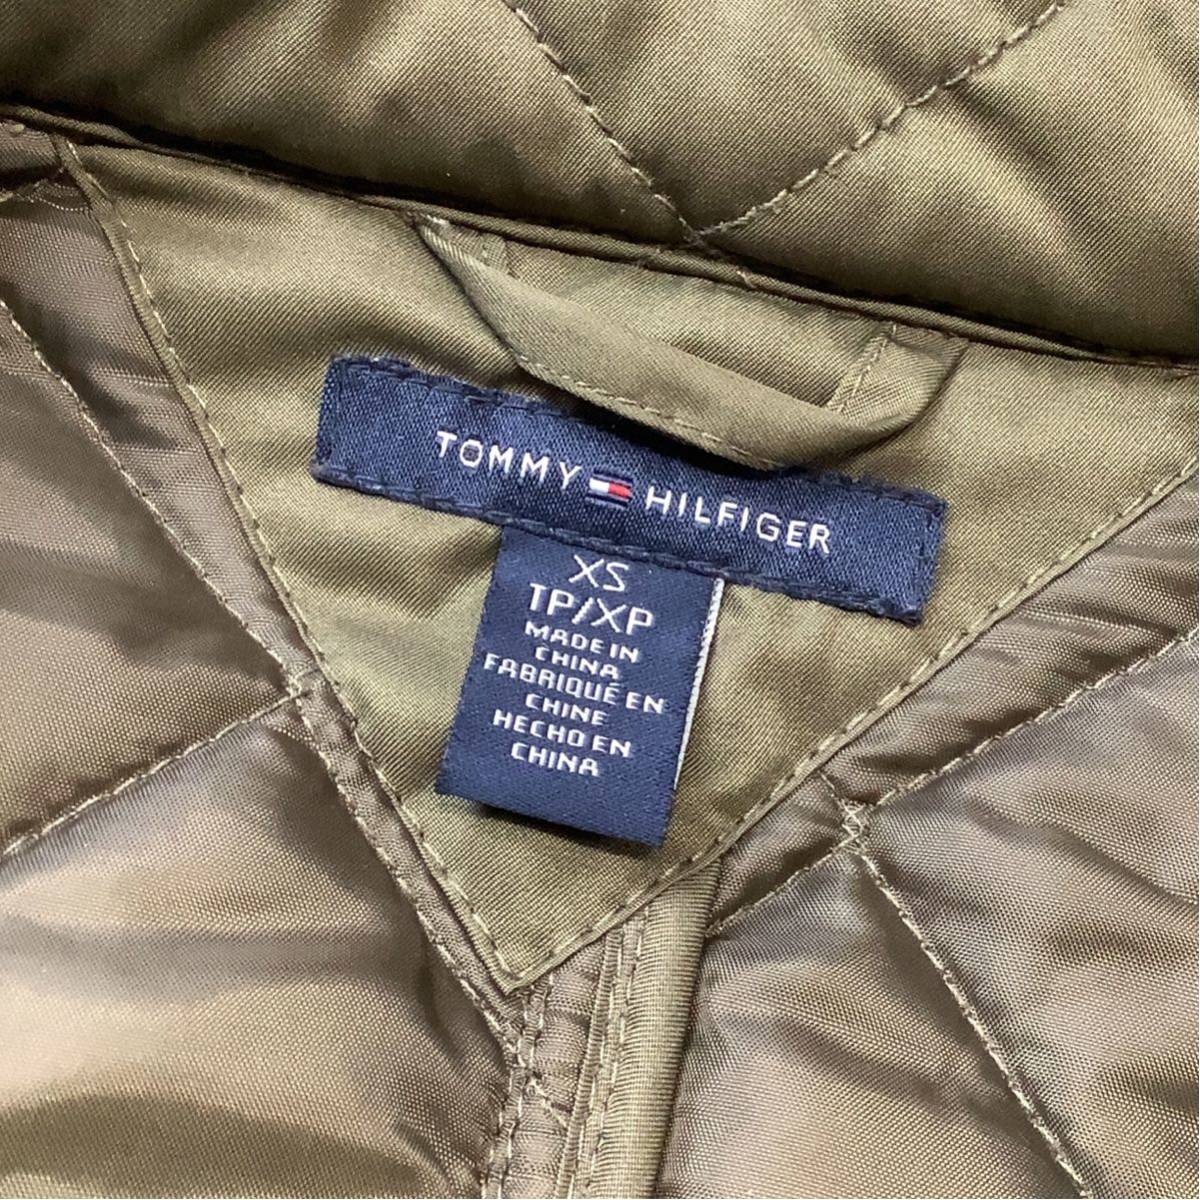 TOMMY HILFIGER
XS
TP/XP
MADE IN
CHINA
FABRIQUÉ EN
CHINE
HECHO EN
CHINA